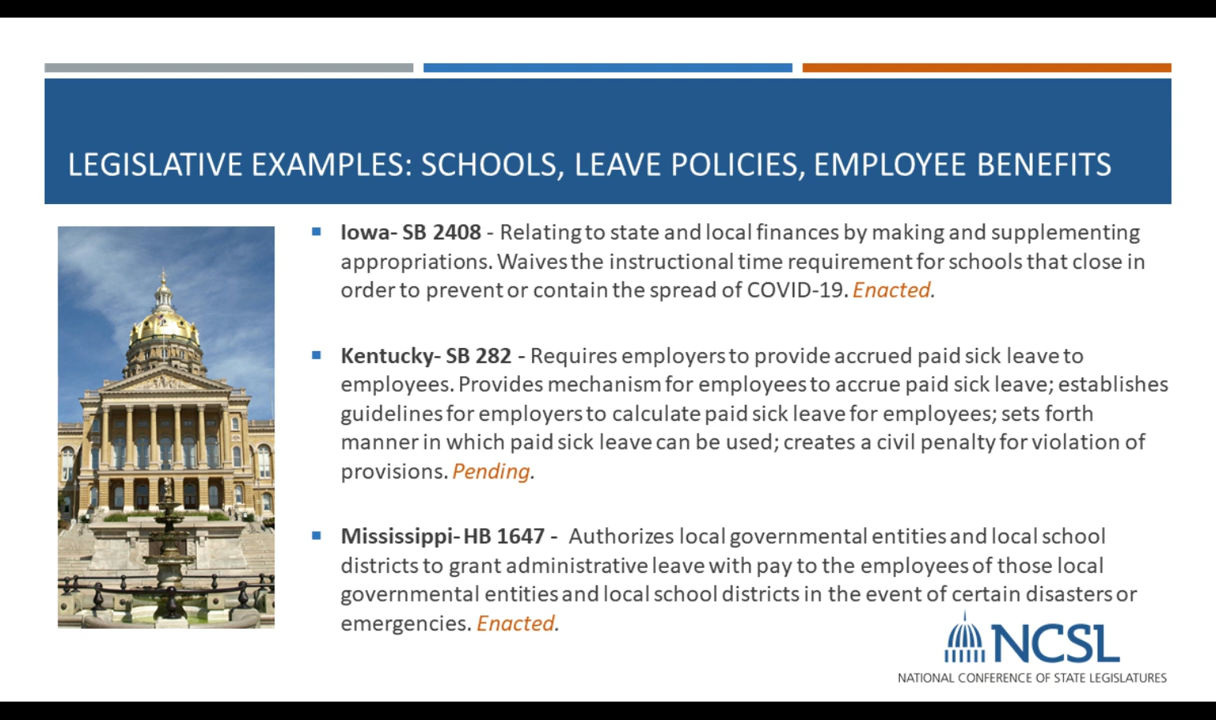 LEGISLATIVE EXAMPLES: SCHOOLS, LEAVE POLICIES, EMPLOYEE BENEFITS
Iowa- SB 2408 - Relating to state and local finances by making and supplementing
appropriations. Waives the instructional time requirement for schools that close in
order to prevent or contain the spread of COVID-19. Enacted.
Kentucky- SB 282 - Requires employers to provide accrued paid sick leave to
employees. Provides mechanism for employees to accrue paid sick leave; establishes
guidelines for employers to calculate paid sick leave for employees; sets forth
manner in which paid sick leave can be used; creates a civil penalty for violation of
provisions. Pending.
Mississippi- HB 1647 - Authorizes local governmental entities and local school
districts to grant administrative leave with pay to the employees of those local
governmental entities and local school districts in the event of certain disasters or
emergencies. Enacted.
NCSL
NATIONAL CONFERENCE OF STATE LEGISLATURES